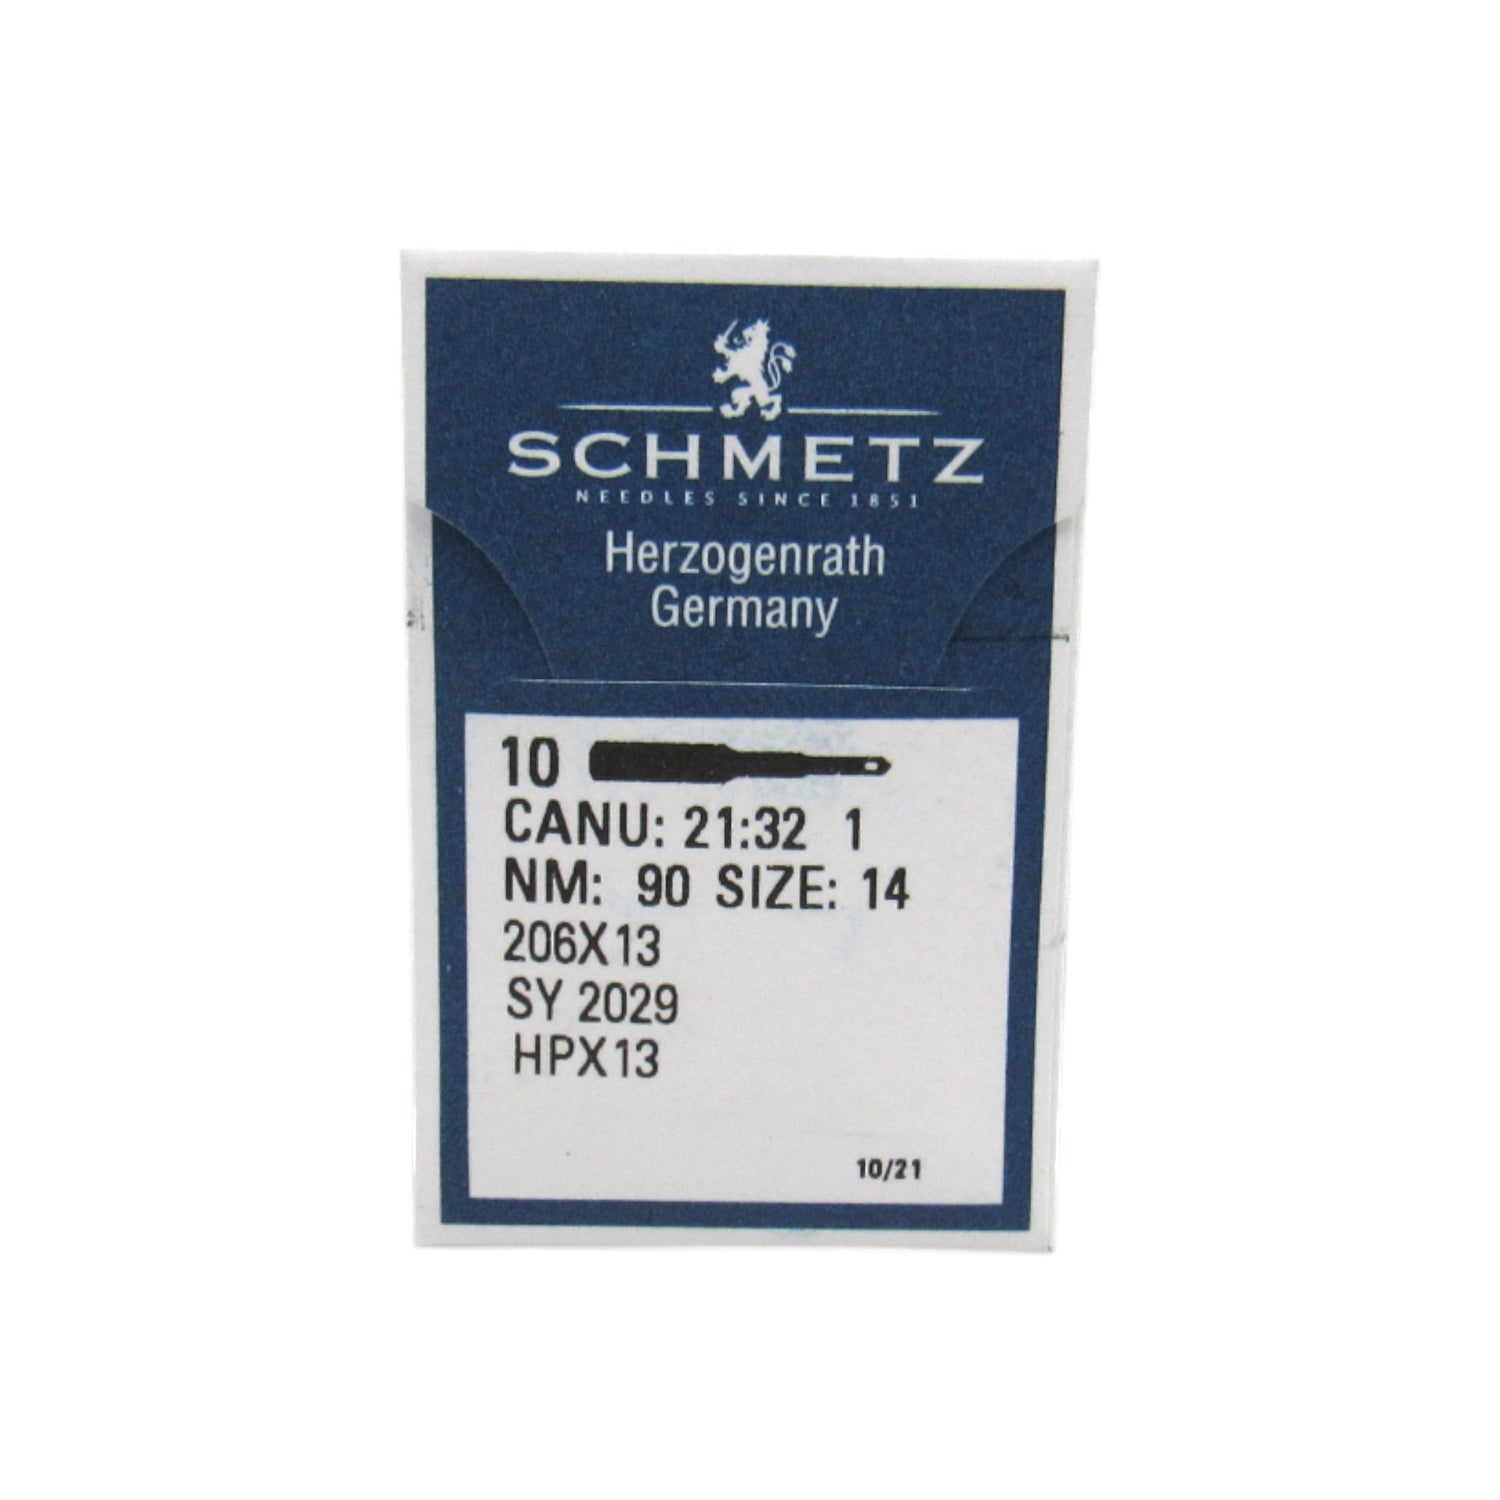 SCHMETZ
NEEDLES SINCE 1851
Herzogenrath
Germany
10
CANU: 21:32 1
NM: 90 SIZE: 14
206X13
SY 2029
HPX13
10/21